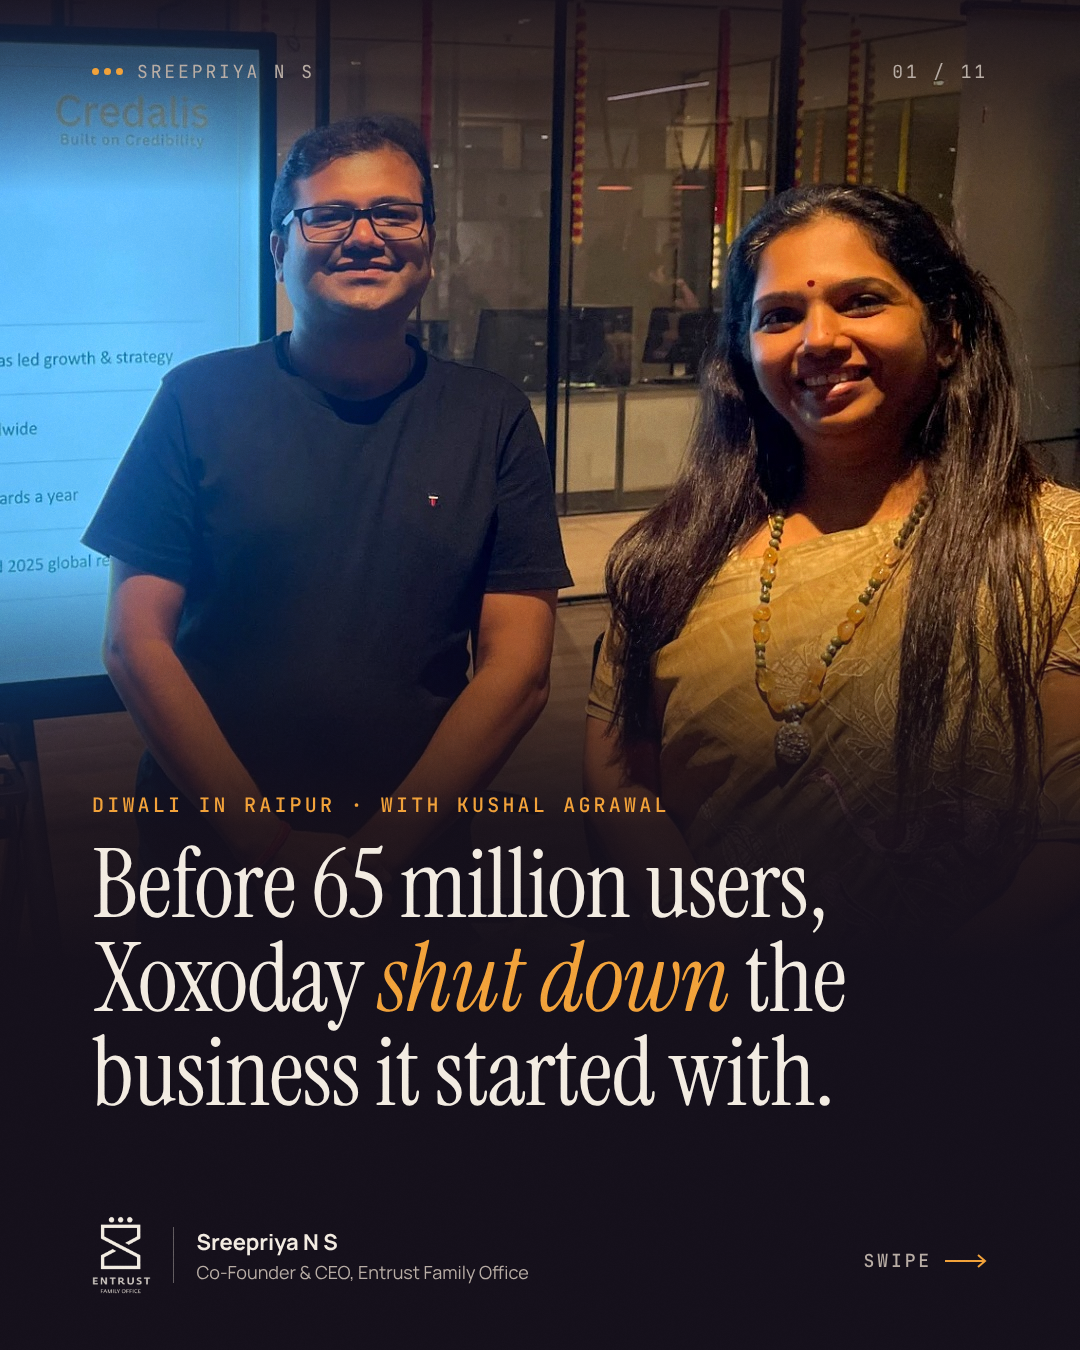 SREEPRIYA N S
01 / 11
Credalis
Built on Credibility
as led growth & strategy
wide
ards a year
2025 global re
DIWALI IN RAIPUR · WITH KUSHAL AGRAWAL
Before 65 million users,
Xoxoday shut down the
business it started with.
ENTRUST
FAMILY OFFICE
Sreepriya N S
Co-Founder & CEO, Entrust Family Office
SWIPE